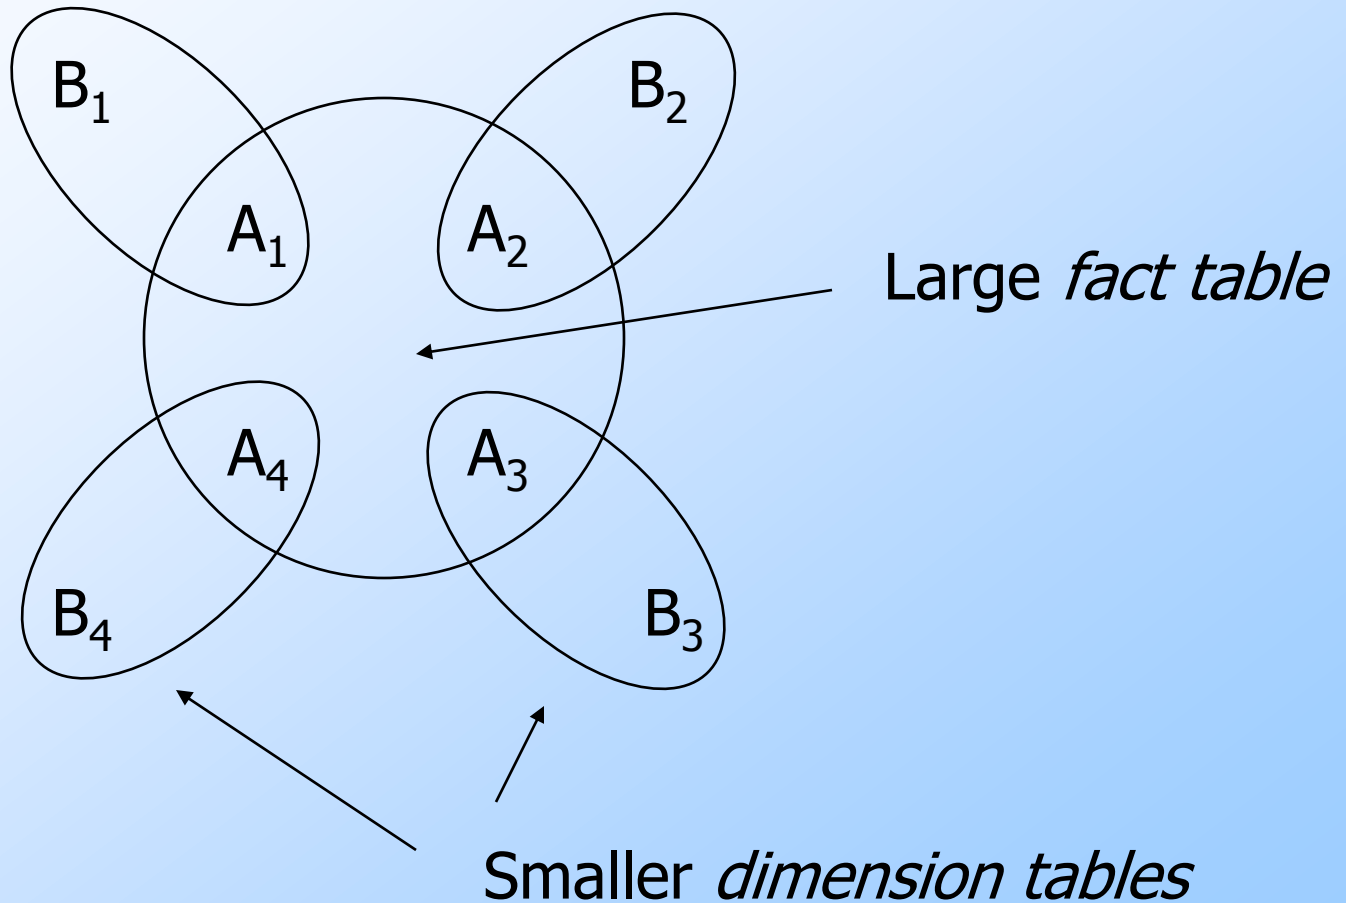 B₁
B₂
A₁
A₂
Large fact table
A₄
A₃
B₄
B₃
Smaller dimension tables